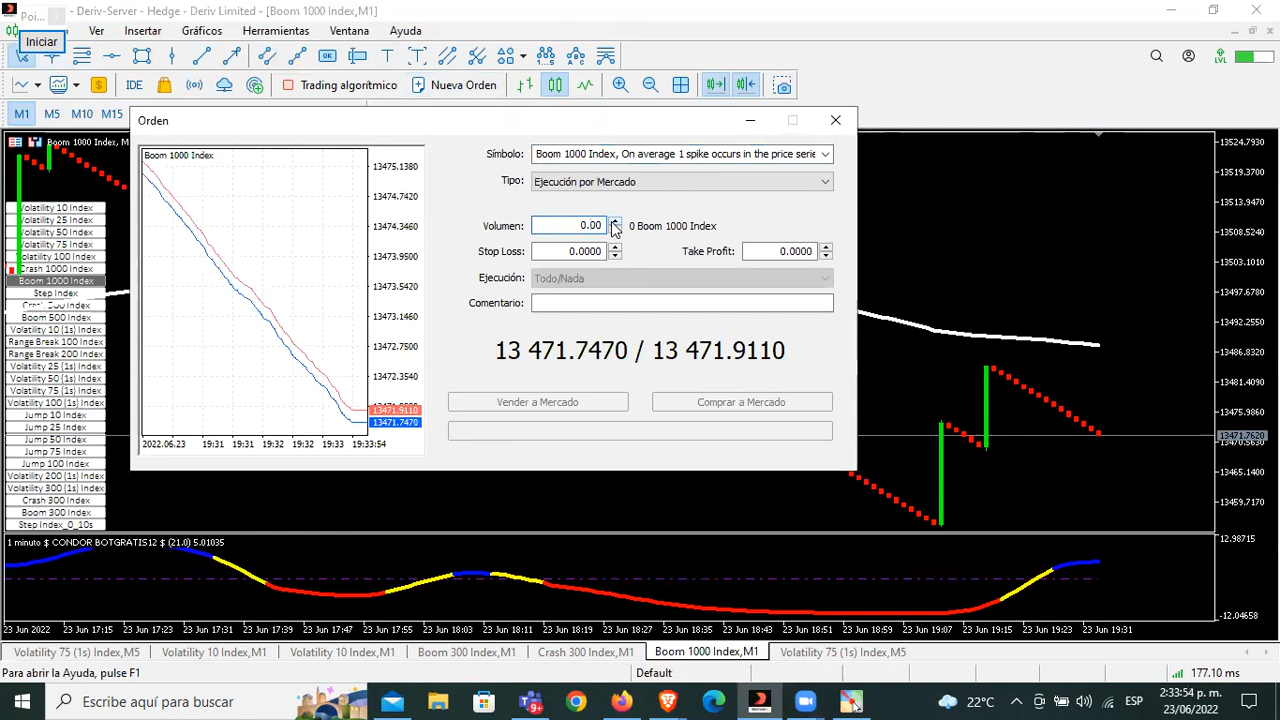 Poi...
- Deriv-Server - Hedge - Deriv Limited - [Boom 1000 Index,M1]
Iniciar
Ver Insertar Gráficos Herramientas Ventana Ayuda
OK
LVL
IDE Trading algorítmico Nueva Orden
M1 M5 M10 M15
Orden
Boom 1000 Index, M
Volatility 10 Index
Volatility 25 Index
Volatility 50 Index
Volatility 75 Index
Volatility 100 Index
Crash 1000 Index
Boom 1000 Index
Step Index
Boom 500 Index
Volatility 10 (1s) Index
Range Break 100 Index
Range Break 200 Index
Volatility 25 (1s) Index
Volatility 50 (1s) Index
Volatility 75 (1s) Index
Volatility 100 (1s) Index
Jump 10 Index
Jump 25 Index
Jump 50 Index
Jump 75 Index
Jump 100 Index
Volatility 200 (1s) Index
Crash 300 Index
Boom 300 Index
Step Index_0_10s
Boom 1000 Index
13475.1380
13474.7420
13474.3460
13473.9500
13473.5420
13473.1460
13472.7500
13472.3540
13471.9110
13471.7470
2022.06.23 19:31 19:31 19:32 19:32 19:33 19:33:54
Símbolo: Boom 1000 Index, On average 1 spike occurs in the price serie
Tipo: Ejecución por Mercado
Volumen: 0.00 0 Boom 1000 Index
Stop Loss: 0.0000 Take Profit: 0.0000
Ejecución: Todo/Nada
Comentario:
13 471.7470 / 13 471.9110
Vender a Mercado Comprar a Mercado
13524.7930
13519.3700
13513.9470
13508.5240
13503.1010
13497.6780
13492.2550
13486.8320
13481.4090
13475.9860
13471.7620
13470.5630
13465.1400
13459.7170
1 minuto $ CONDOR BOTGRATIS12 $ (21.0) 5.01035
12.98715
-12.04658
23 Jun 2022 23 Jun 17:15 23 Jun 17:23 23 Jun 17:31 23 Jun 17:39 23 Jun 17:47 23 Jun 17:55 23 Jun 18:03 23 Jun 18:11 23 Jun 18:19 23 Jun 18:27 23 Jun 18:35 23 Jun 18:43 23 Jun 18:51 23 Jun 18:59 23 Jun 19:07 23 Jun 19:15 23 Jun 19:23 23 Jun 19:31
Volatility 75 (1s) Index,M5 Volatility 10 Index,M1 Volatility 10 Index,M1 Boom 300 Index,M1 Crash 300 Index,M1 Boom 1000 Index,M1 Volatility 75 (1s) Index,M5
Para abrir la Ayuda, pulse F1 Default 177.10 ms
Escribe aquí para buscar 9+ 22°C ESP 2:33:54 p. m.
23/06/2022